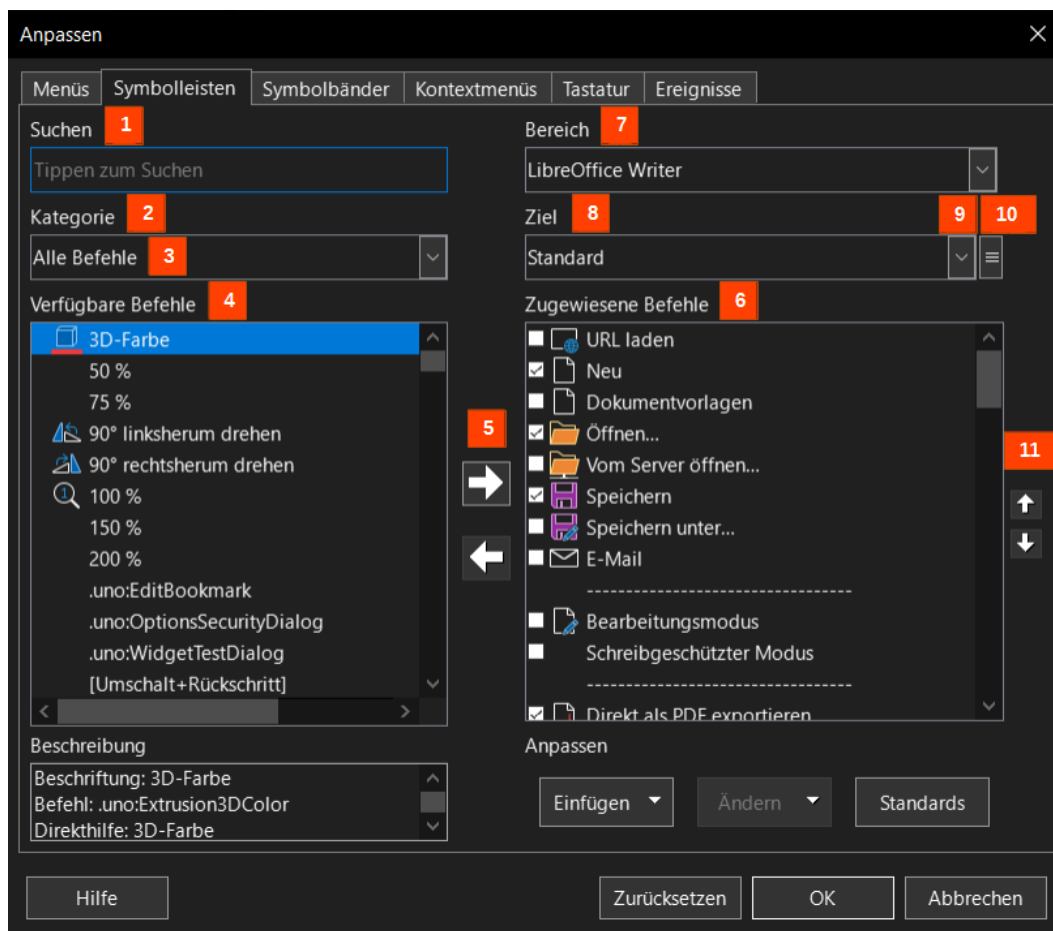 Anpassen
Menüs Symbolleisten Symbolbänder Kontextmenüs Tastatur Ereignisse
Suchen 1
Tippen zum Suchen
Kategorie 2
Alle Befehle 3
Verfügbare Befehle 4
3D-Farbe
50 %
75 %
90° linksherum drehen
90° rechtsherum drehen
1 100 %
150 %
200 %
.uno:EditBookmark
.uno:OptionsSecurityDialog
.uno:WidgetTestDialog
[Umschalt+Rückschritt]
Beschreibung
Beschriftung: 3D-Farbe
Befehl: .uno:Extrusion3DColor
Direkthilfe: 3D-Farbe
5
Bereich 7
LibreOffice Writer
Ziel 8 9 10
Standard
Zugewiesene Befehle 6
URL laden
Neu
Dokumentvorlagen
Öffnen...
Vom Server öffnen...
Speichern
Speichern unter...
E-Mail
----------------------------------
Bearbeitungsmodus
Schreibgeschützter Modus
----------------------------------
Direkt als PDF exportieren
11
Anpassen
Einfügen Ändern Standards
Hilfe Zurücksetzen OK Abbrechen